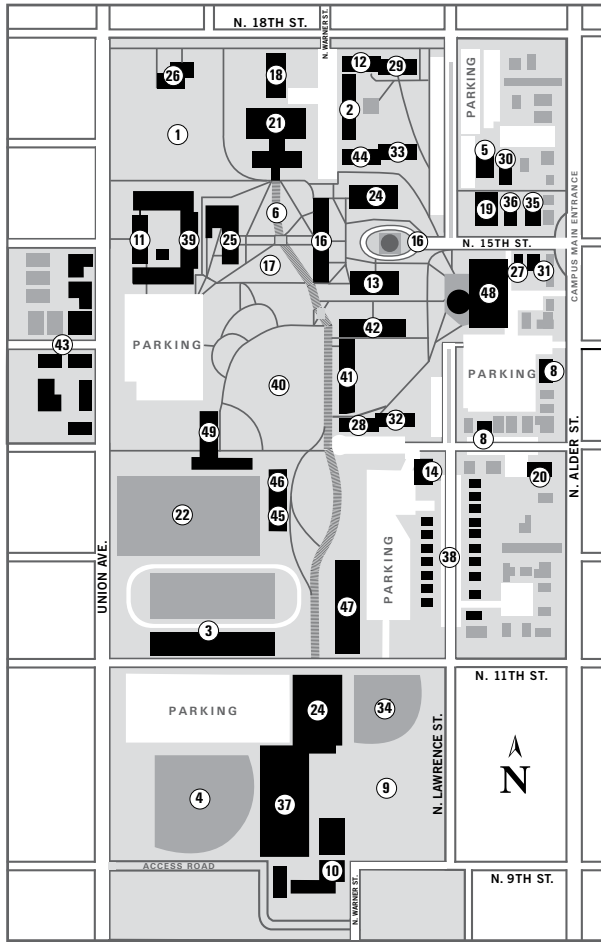 N. 18TH ST.
N. WARNER ST.
12
29
26
18
2
PARKING
21
1
5
30
44
33
24
19
36
35
CAMPUS MAIN ENTRANCE
6
11
39
25
16
16
N. 15TH ST.
17
27
31
13
48
42
PARKING
43
41
PARKING
8
40
28
32
49
8
14
20
N. ALDER ST.
46
22
45
38
PARKING
UNION AVE.
47
3
N. 11TH ST.
PARKING
24
34
N. LAWRENCE ST.
4
37
9
N
ACCESS ROAD
10
N. 9TH ST.
N. WARNER ST.